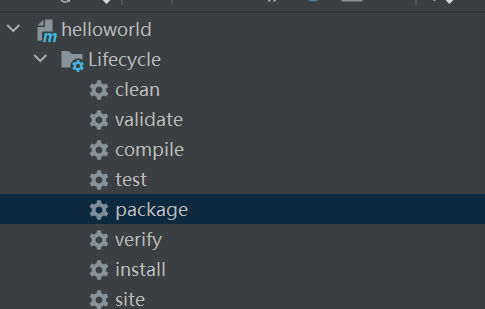 helloworld
Lifecycle
clean
validate
compile
test
package
verify
install
site